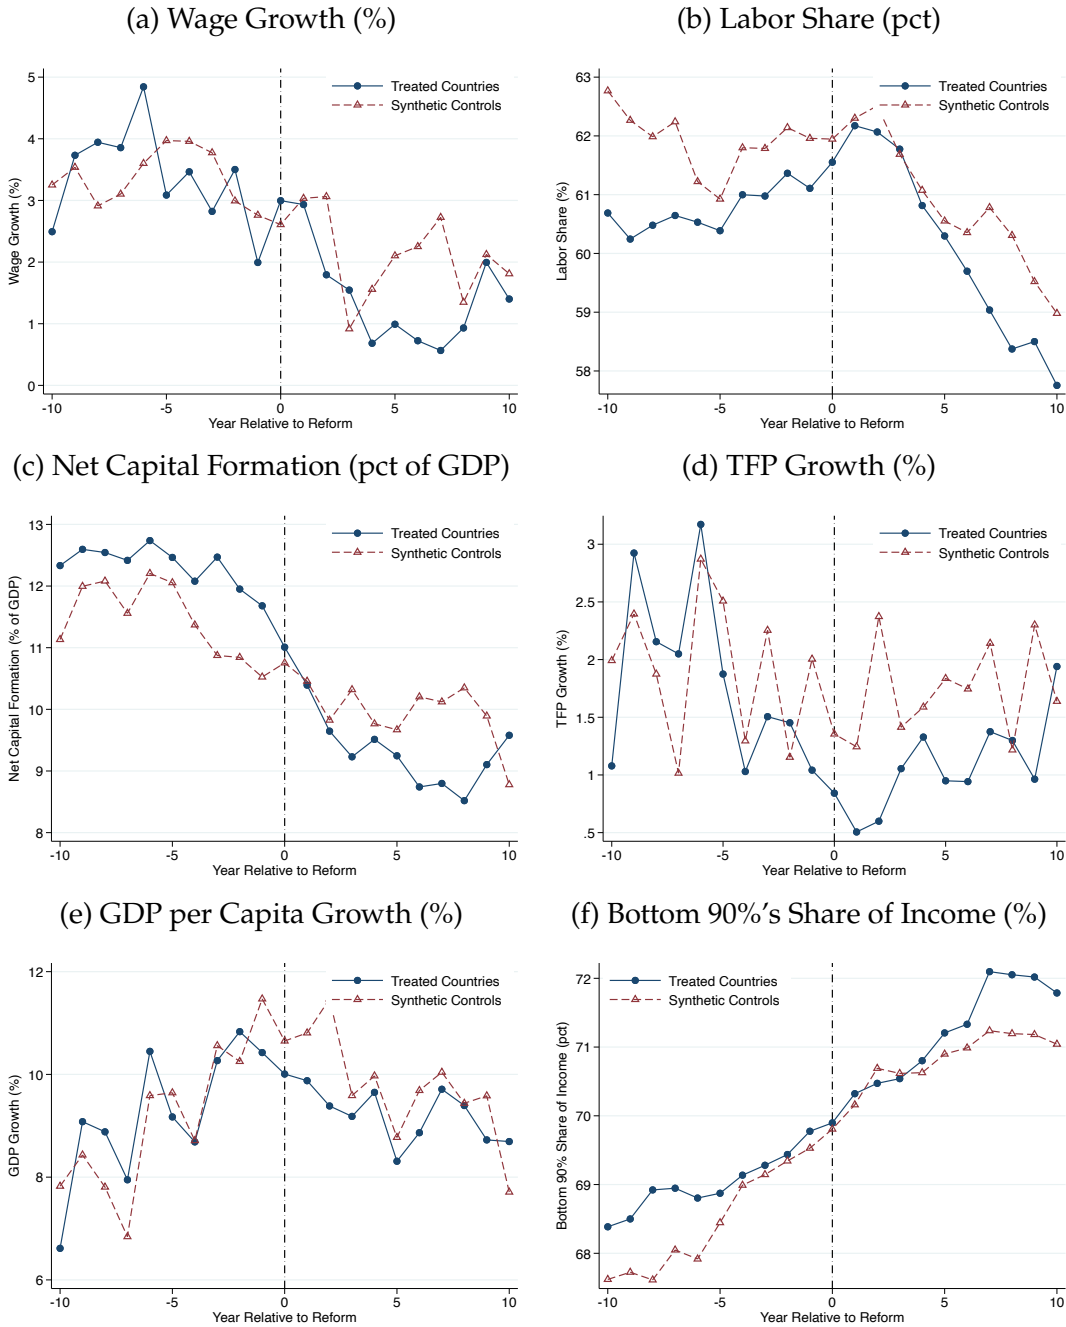 (a) Wage Growth (%)
Treated Countries
Synthetic Controls
Wage Growth (%)
5
4
3
2
1
0
-10
-5
0
5
10
Year Relative to Reform
(b) Labor Share (pct)
Treated Countries
Synthetic Controls
Labor Share (%)
63
62
61
60
59
58
-10
-5
0
5
10
Year Relative to Reform
(c) Net Capital Formation (pct of GDP)
Treated Countries
Synthetic Controls
Net Capital Formation (% of GDP)
13
12
11
10
9
8
-10
-5
0
5
10
Year Relative to Reform
(d) TFP Growth (%)
Treated Countries
Synthetic Controls
TFP Growth (%)
3
2.5
2
1.5
1
.5
-10
-5
0
5
10
Year Relative to Reform
(e) GDP per Capita Growth (%)
Treated Countries
Synthetic Controls
GDP Growth (%)
12
10
8
6
-10
-5
0
5
10
Year Relative to Reform
(f) Bottom 90%'s Share of Income (%)
Treated Countries
Synthetic Controls
Bottom 90% Share of Income (pct)
72
71
70
69
68
-10
-5
0
5
10
Year Relative to Reform